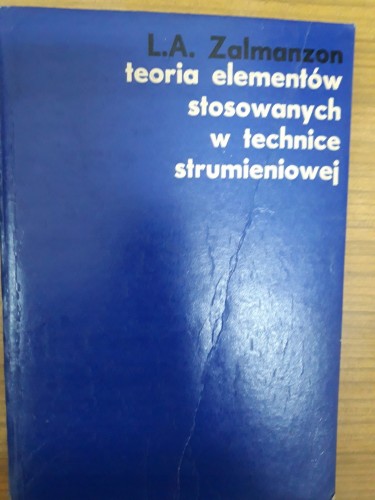 L.A. Zalmanzon
teoria elementów
stosowanych
w technice
strumieniowej